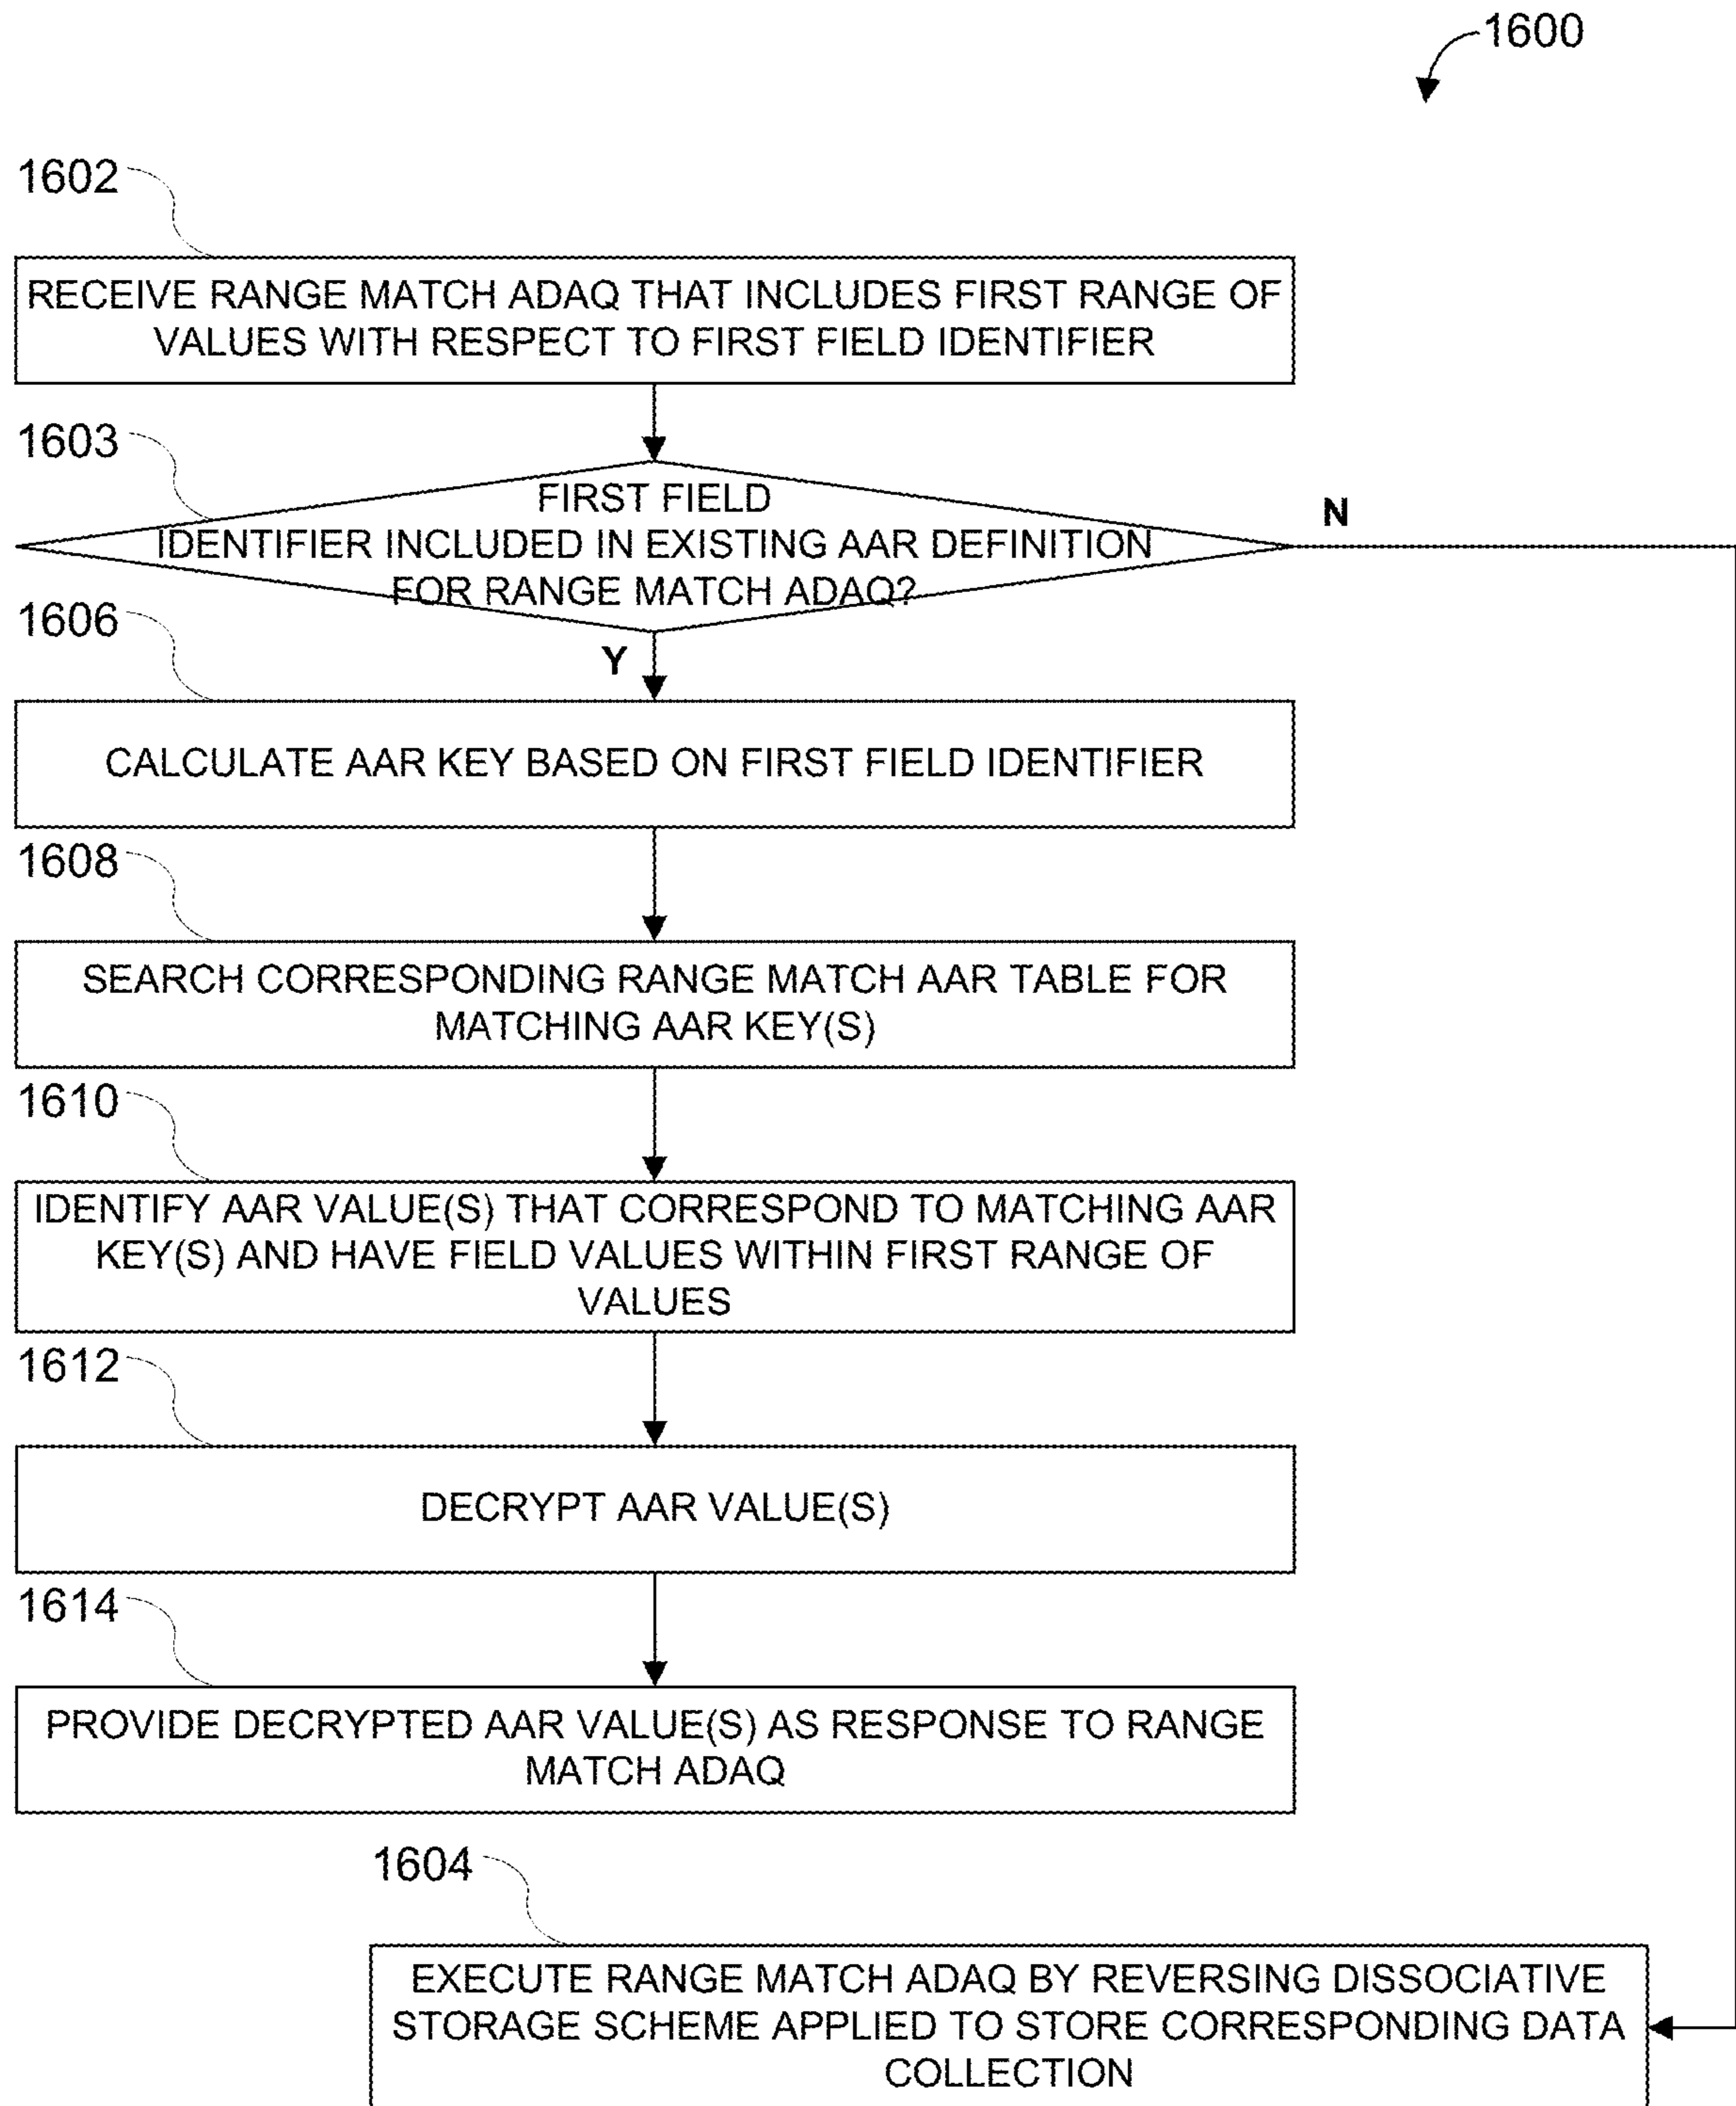 1600
1602
RECEIVE RANGE MATCH ADAQ THAT INCLUDES FIRST RANGE OF
VALUES WITH RESPECT TO FIRST FIELD IDENTIFIER
1603
FIRST FIELD
IDENTIFIER INCLUDED IN EXISTING AAR DEFINITION
FOR RANGE MATCH ADAQ?
N
1606
Y
CALCULATE AAR KEY BASED ON FIRST FIELD IDENTIFIER
1608
SEARCH CORRESPONDING RANGE MATCH AAR TABLE FOR
MATCHING AAR KEY(S)
1610
IDENTIFY AAR VALUE(S) THAT CORRESPOND TO MATCHING AAR
KEY(S) AND HAVE FIELD VALUES WITHIN FIRST RANGE OF
VALUES
1612
DECRYPT AAR VALUE(S)
1614
PROVIDE DECRYPTED AAR VALUE(S) AS RESPONSE TO RANGE
MATCH ADAQ
1604
EXECUTE RANGE MATCH ADAQ BY REVERSING DISSOCIATIVE
STORAGE SCHEME APPLIED TO STORE CORRESPONDING DATA
COLLECTION